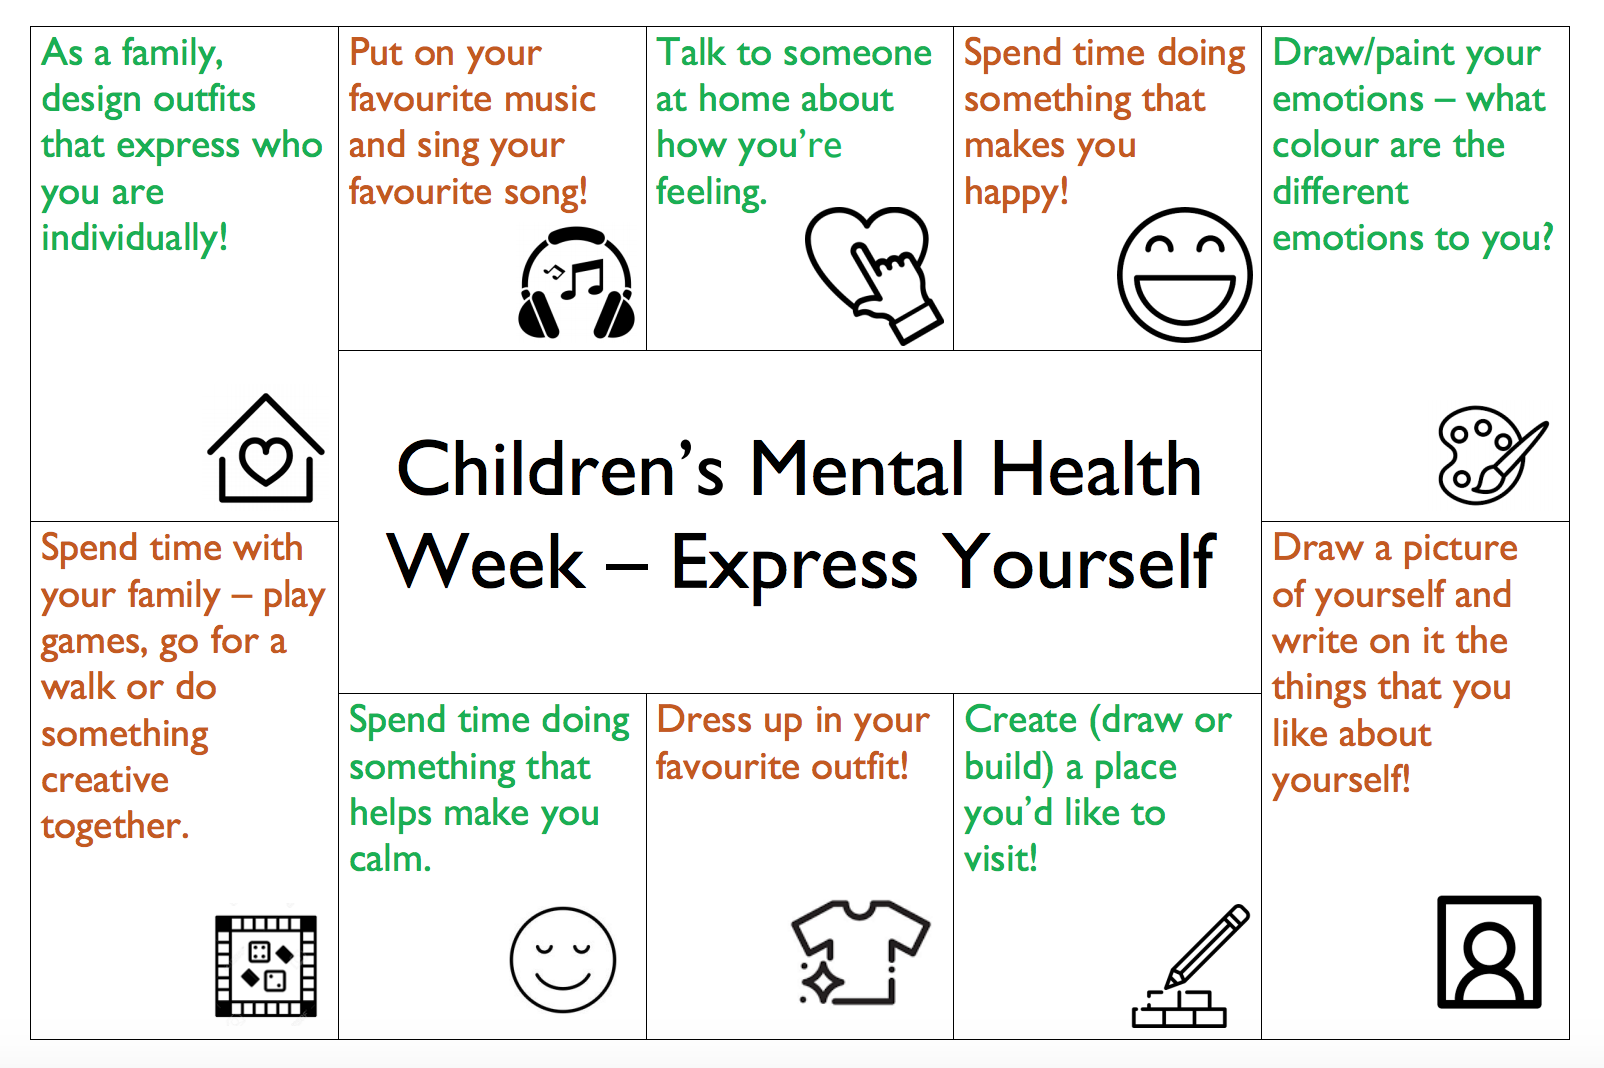 As a family,
design outfits
that express who
you are
individually!
Put on your
favourite music
and sing your
favourite song!
Talk to someone
at home about
how you’re
feeling.
Spend time doing
something that
makes you
happy!
Draw/paint your
emotions – what
colour are the
different
emotions to you?
Children’s Mental Health
Week – Express Yourself
Spend time with
your family – play
games, go for a
walk or do
something
creative
together.
Spend time doing
something that
helps make you
calm.
Dress up in your
favourite outfit!
Create (draw or
build) a place
you’d like to
visit!
Draw a picture
of yourself and
write on it the
things that you
like about
yourself!